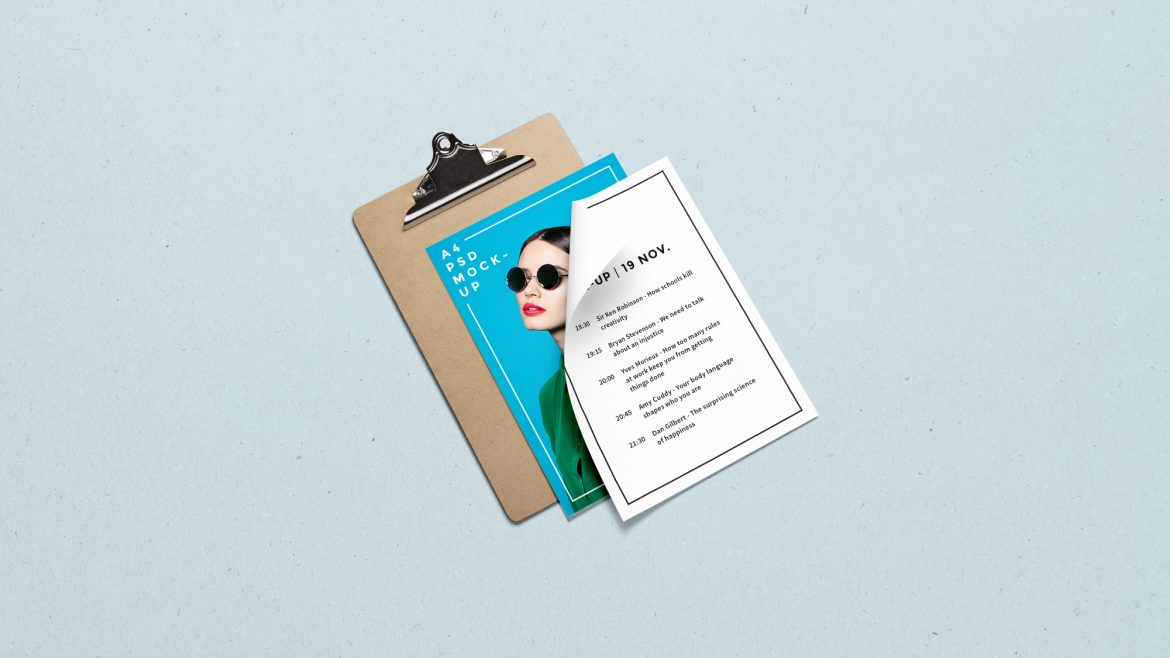 A4
PSD
MOCK-
UP
-UP | 19 NOV.
18:30 Sir Ken Robinson - How schools kill
creativity
19:15 Bryan Stevenson - We need to talk
about an injustice
20:00 Yves Morieux - How too many rules
at work keep you from getting
things done
20:45 Amy Cuddy - Your body language
shapes who you are
21:30 Dan Gilbert - The surprising science
of happiness